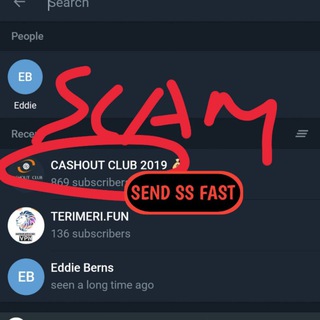 Search
People
EB
Eddie
SCAM
Recen
CASHOUT CLUB 2019
869 subscriber
SEND SS FAST
TERIMERI.FUN
136 subscribers
EB
Eddie Berns
seen a long time ago